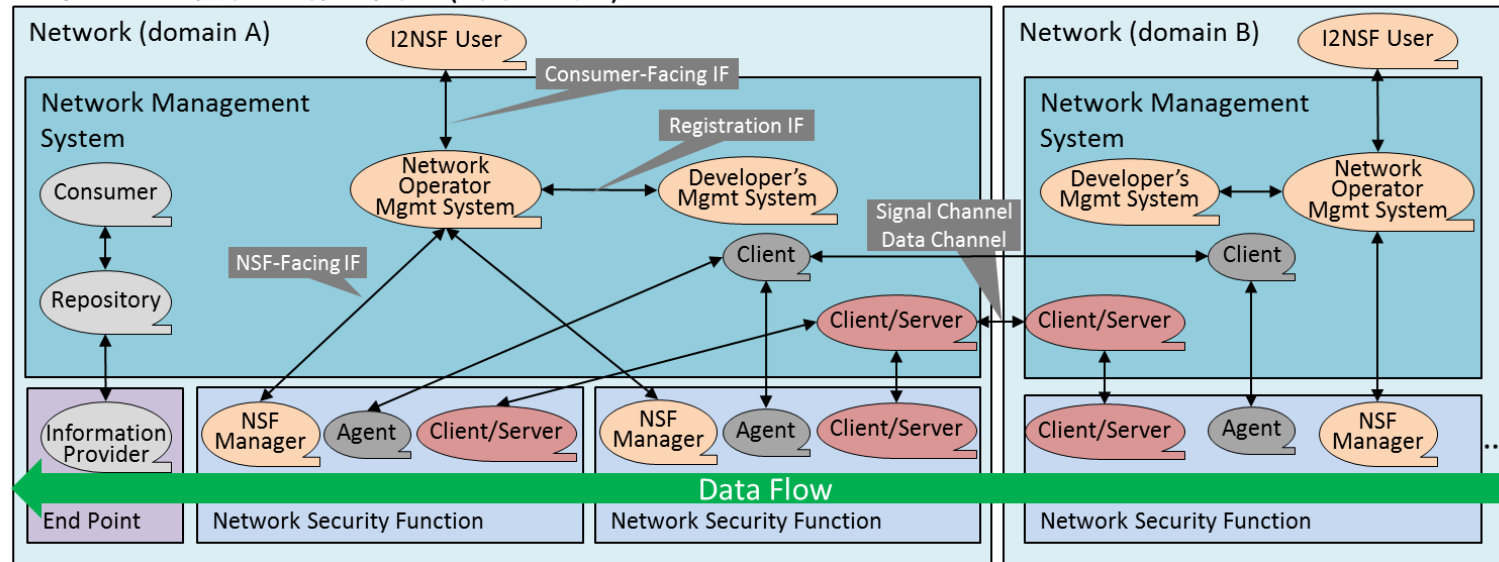 Network (domain A)
I2NSF User
Consumer-Facing IF
Network Management
System
Registration IF
Network
Operator
Mgmt System
Developer's
Mgmt System
Consumer
NSF-Facing IF
Client
Signal Channel
Data Channel
Repository
Client/Server
Information
Provider
NSF
Manager
Agent
Client/Server
NSF
Manager
Agent
Client/Server
End Point
Network Security Function
Network Security Function
Network (domain B)
I2NSF User
Network Management
System
Developer's
Mgmt System
Network
Operator
Mgmt System
Client
Client/Server
Client/Server
Agent
NSF
Manager
...
Data Flow
Network Security Function